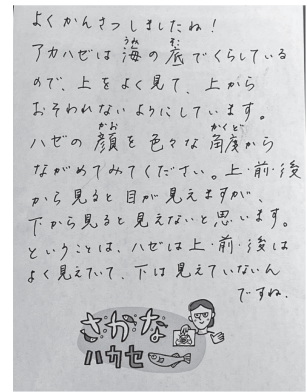 よくかんさつしましたね!
アカハゼは海の底でくらしている
ので、上をよく見て、上から
おそわれないようにしています。
ハゼの顔を色々な角度から
ながめてみてください。上・前・後
から見ると目が見えますが、
下から見ると見えないと思います。
ということは、ハゼは上・前・後は
よく見えていて、下は見えていないん
ですね。
さかな
ハカセ